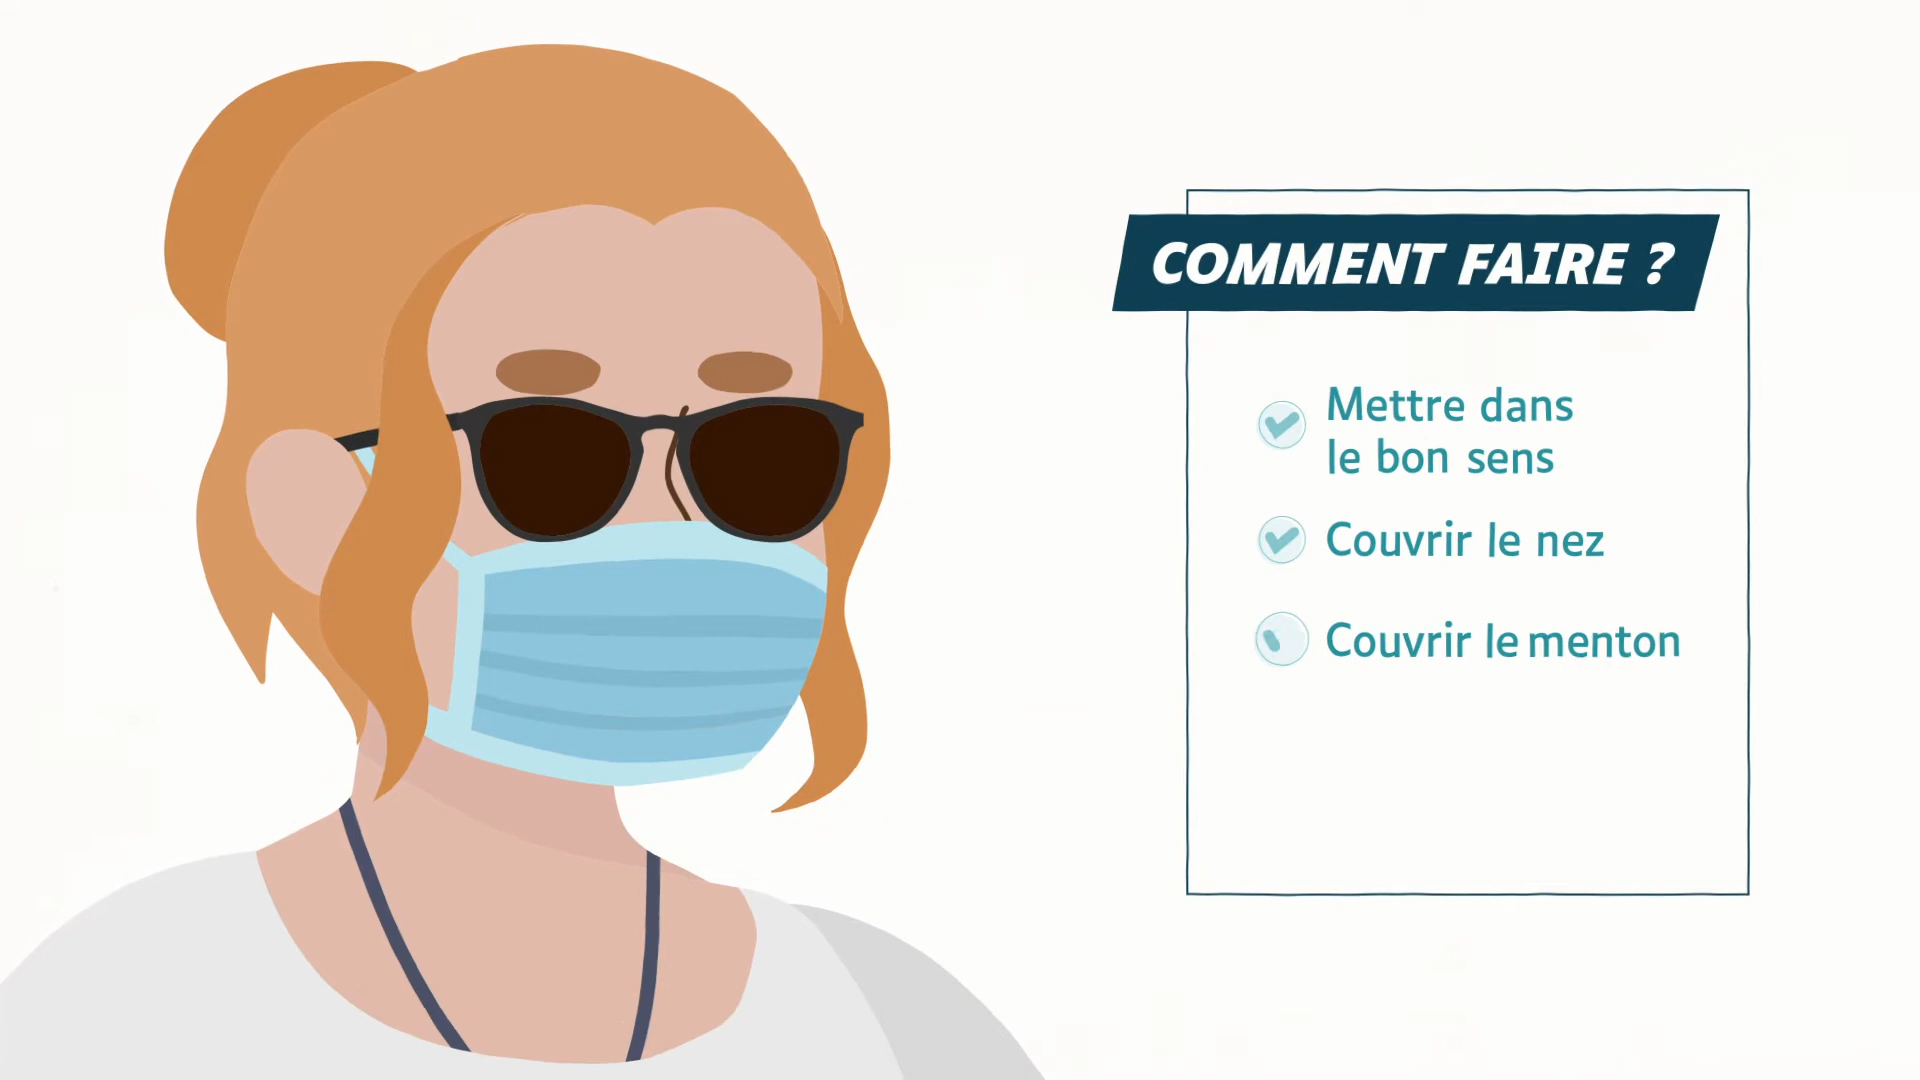 COMMENT FAIRE ?
Mettre dans
le bon sens
Couvrir le nez
Couvrir le menton